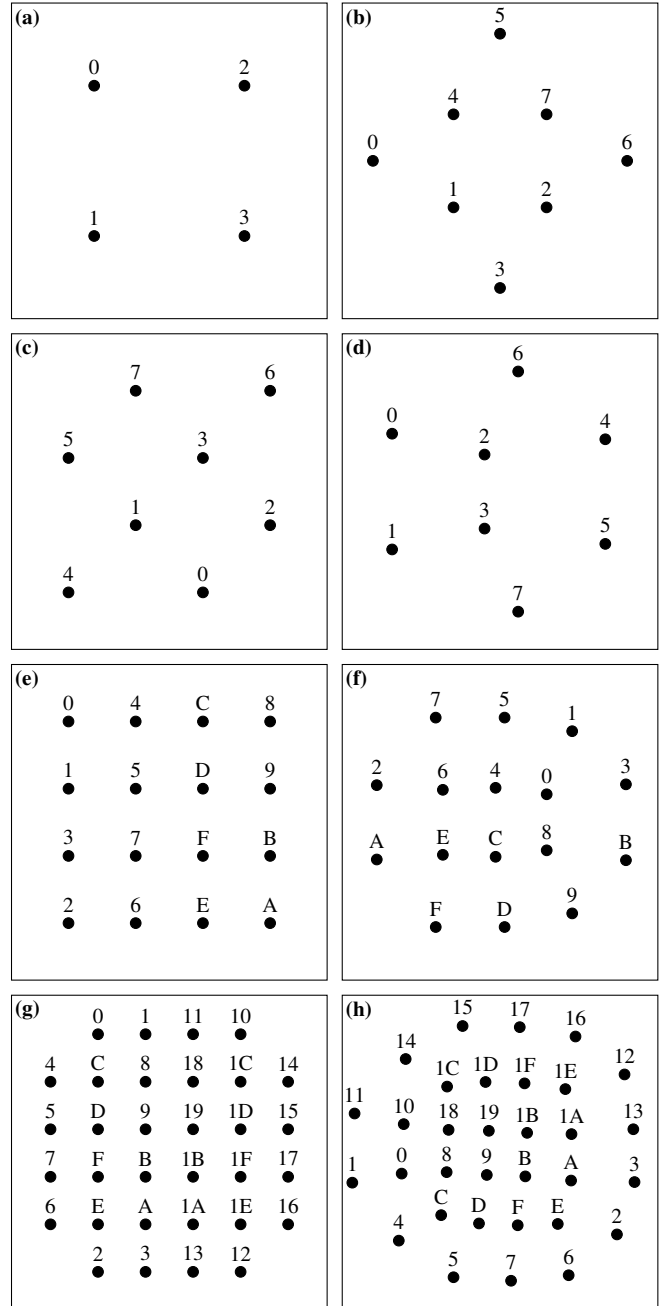 (a)
0 2
1 3
(b)
5
4 7
0 6
1 2
3
(c)
7 6
5 3
1 2
4 0
(d)
6
0 4
2
3
1 5
7
(e)
0 4 C 8
1 5 D 9
3 7 F B
2 6 E A
(f)
7 5 1
2 6 4 0 3
A E C 8 B
F D 9
(g)
0 1 11 10
4 C 8 18 1C 14
5 D 9 19 1D 15
7 F B 1B 1F 17
6 E A 1A 1E 16
2 3 13 12
(h)
15 17 16
14 12
1C 1D 1F 1E
11 10 18 19 1B 1A 13
1 0 8 9 B A 3
C D F E
4 2
5 7 6